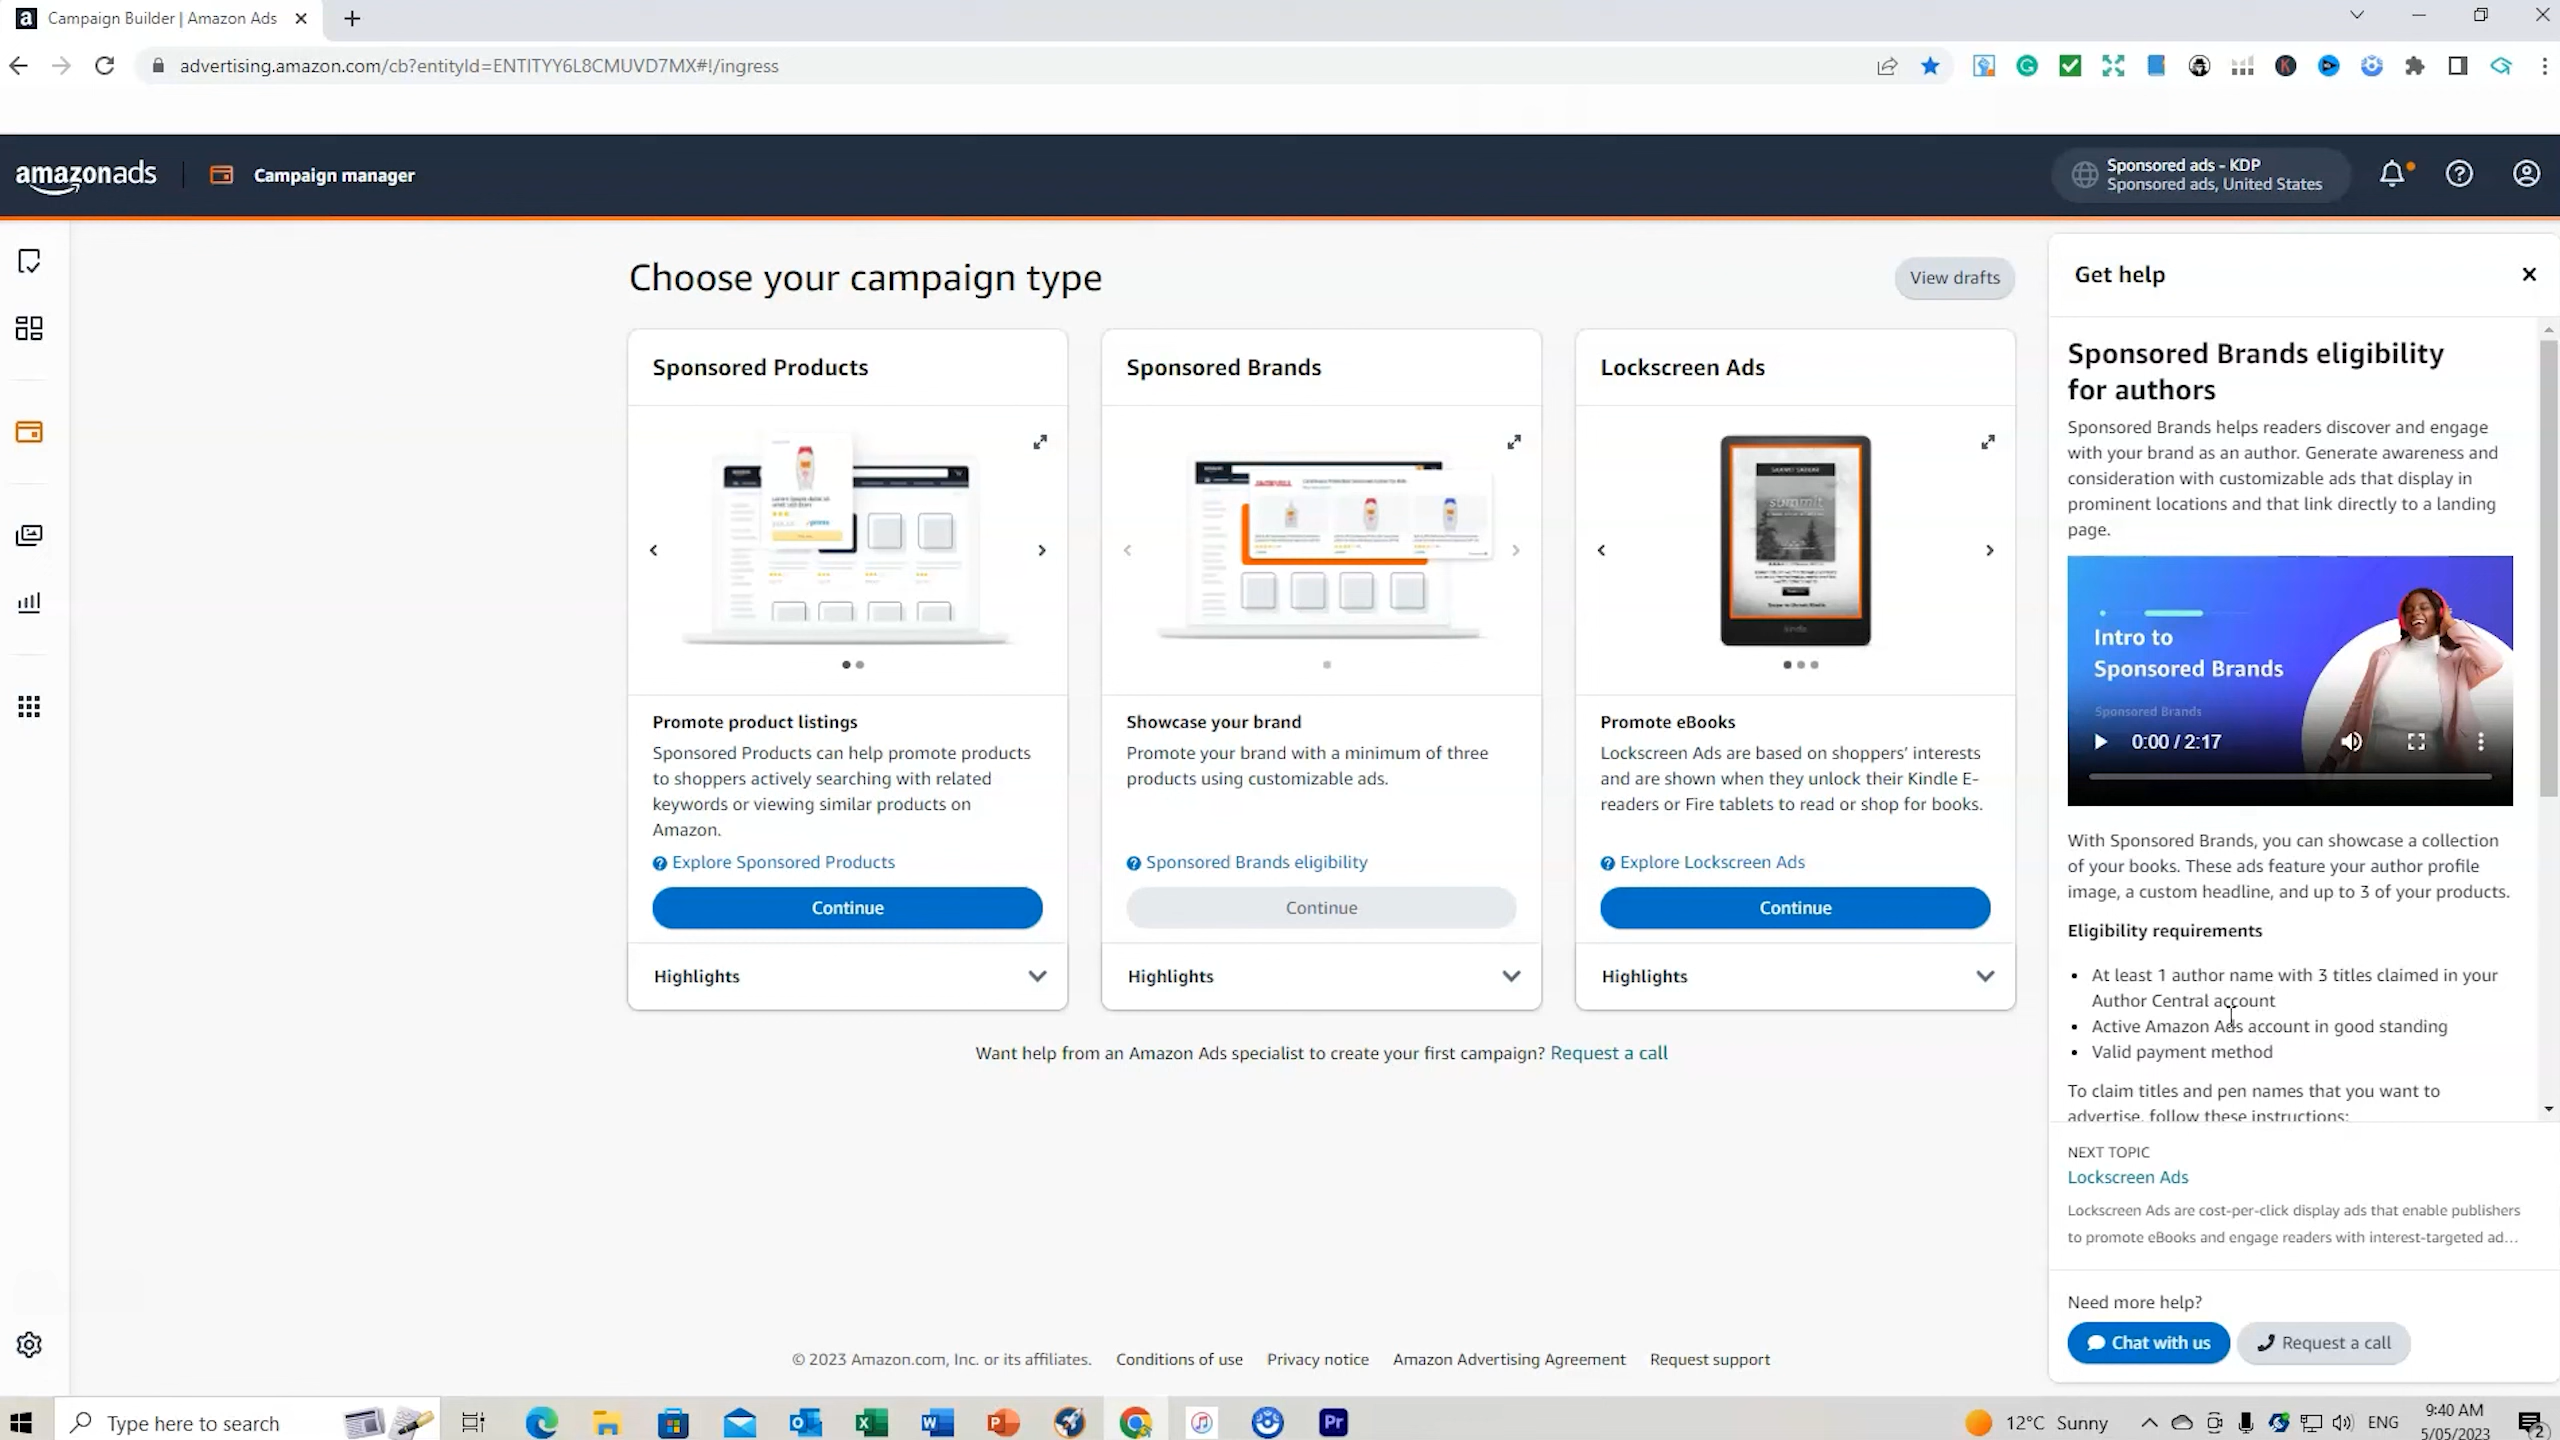 Campaign Builder | Amazon Ads
advertising.amazon.com/cb?entityId=ENTITYY6L8CMUVD7MX#!/ingress
amazonads
Campaign manager
Sponsored ads - KDP
Sponsored ads, United States
Choose your campaign type
View drafts
Sponsored Products
Promote product listings
Sponsored Products can help promote products
to shoppers actively searching with related
keywords or viewing similar products on
Amazon.
Explore Sponsored Products
Continue
Highlights
Sponsored Brands
Showcase your brand
Promote your brand with a minimum of three
products using customizable ads.
Sponsored Brands eligibility
Continue
Highlights
Lockscreen Ads
summit
kindle
Promote eBooks
Lockscreen Ads are based on shoppers' interests
and are shown when they unlock their Kindle E-
readers or Fire tablets to read or shop for books.
Explore Lockscreen Ads
Continue
Highlights
Want help from an Amazon Ads specialist to create your first campaign? Request a call
© 2023 Amazon.com, Inc. or its affiliates.
Conditions of use
Privacy notice
Amazon Advertising Agreement
Request support
Get help
Sponsored Brands eligibility
for authors
Sponsored Brands helps readers discover and engage
with your brand as an author. Generate awareness and
consideration with customizable ads that display in
prominent locations and that link directly to a landing
page.
Intro to
Sponsored Brands
Sponsored Brands
0:00 / 2:17
With Sponsored Brands, you can showcase a collection
of your books. These ads feature your author profile
image, a custom headline, and up to 3 of your products.
Eligibility requirements
• At least 1 author name with 3 titles claimed in your
Author Central account
• Active Amazon Ads account in good standing
• Valid payment method
To claim titles and pen names that you want to
advertise, follow these instructions:
NEXT TOPIC
Lockscreen Ads
Lockscreen Ads are cost-per-click display ads that enable publishers
to promote eBooks and engage readers with interest-targeted ad...
Need more help?
Chat with us
Request a call
Type here to search
Pr
12°C Sunny
ENG
9:40 AM
5/05/2023
2